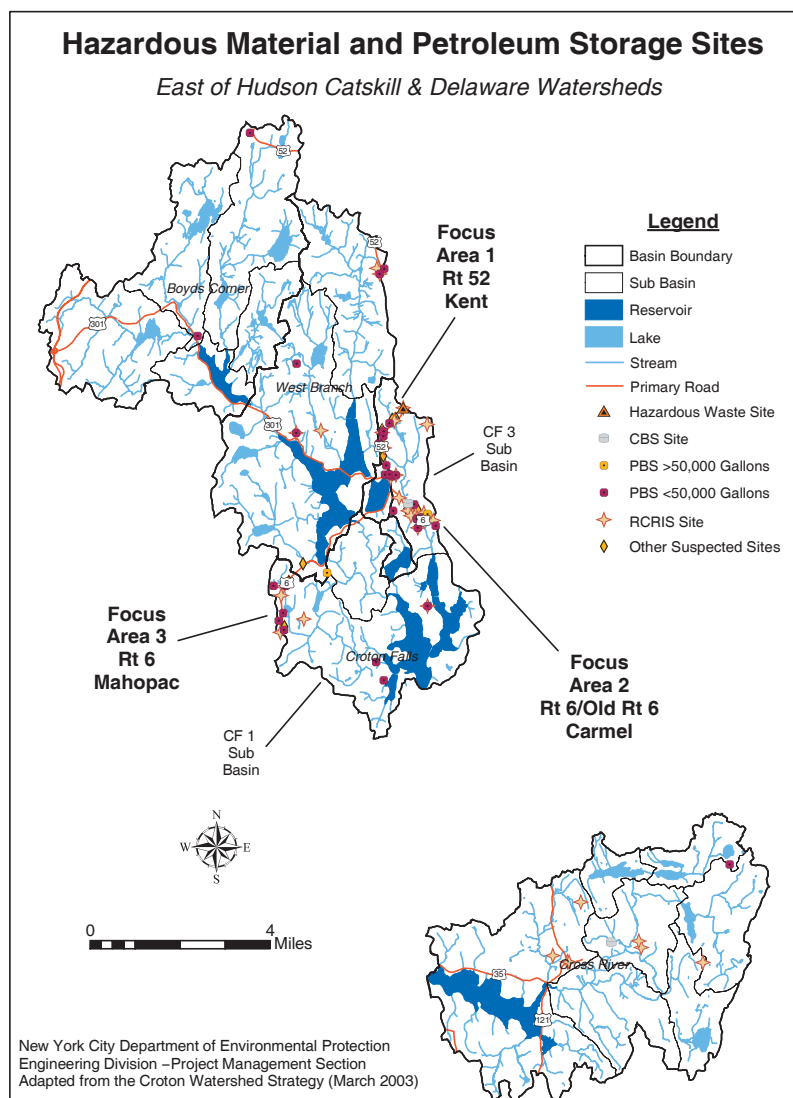 Hazardous Material and Petroleum Storage Sites
East of Hudson Catskill & Delaware Watersheds
52
52
Focus
Area 1
Rt 52
Kent
Legend
Basin Boundary
Sub Basin
Reservoir
Lake
Stream
Primary Road
Hazardous Waste Site
CBS Site
PBS >50,000 Gallons
PBS <50,000 Gallons
RCRIS Site
Other Suspected Sites
Boyds Corner
301
West Branch
301
52
CF 3
Sub
Basin
6
6
Focus
Area 3
Rt 6
Mahopac
Croton Falls
Focus
Area 2
Rt 6/Old Rt 6
Carmel
CF 1
Sub
Basin
N
W E
S
0 4
Miles
Cross River
35
121
New York City Department of Environmental Protection
Engineering Division –Project Management Section
Adapted from the Croton Watershed Strategy (March 2003)